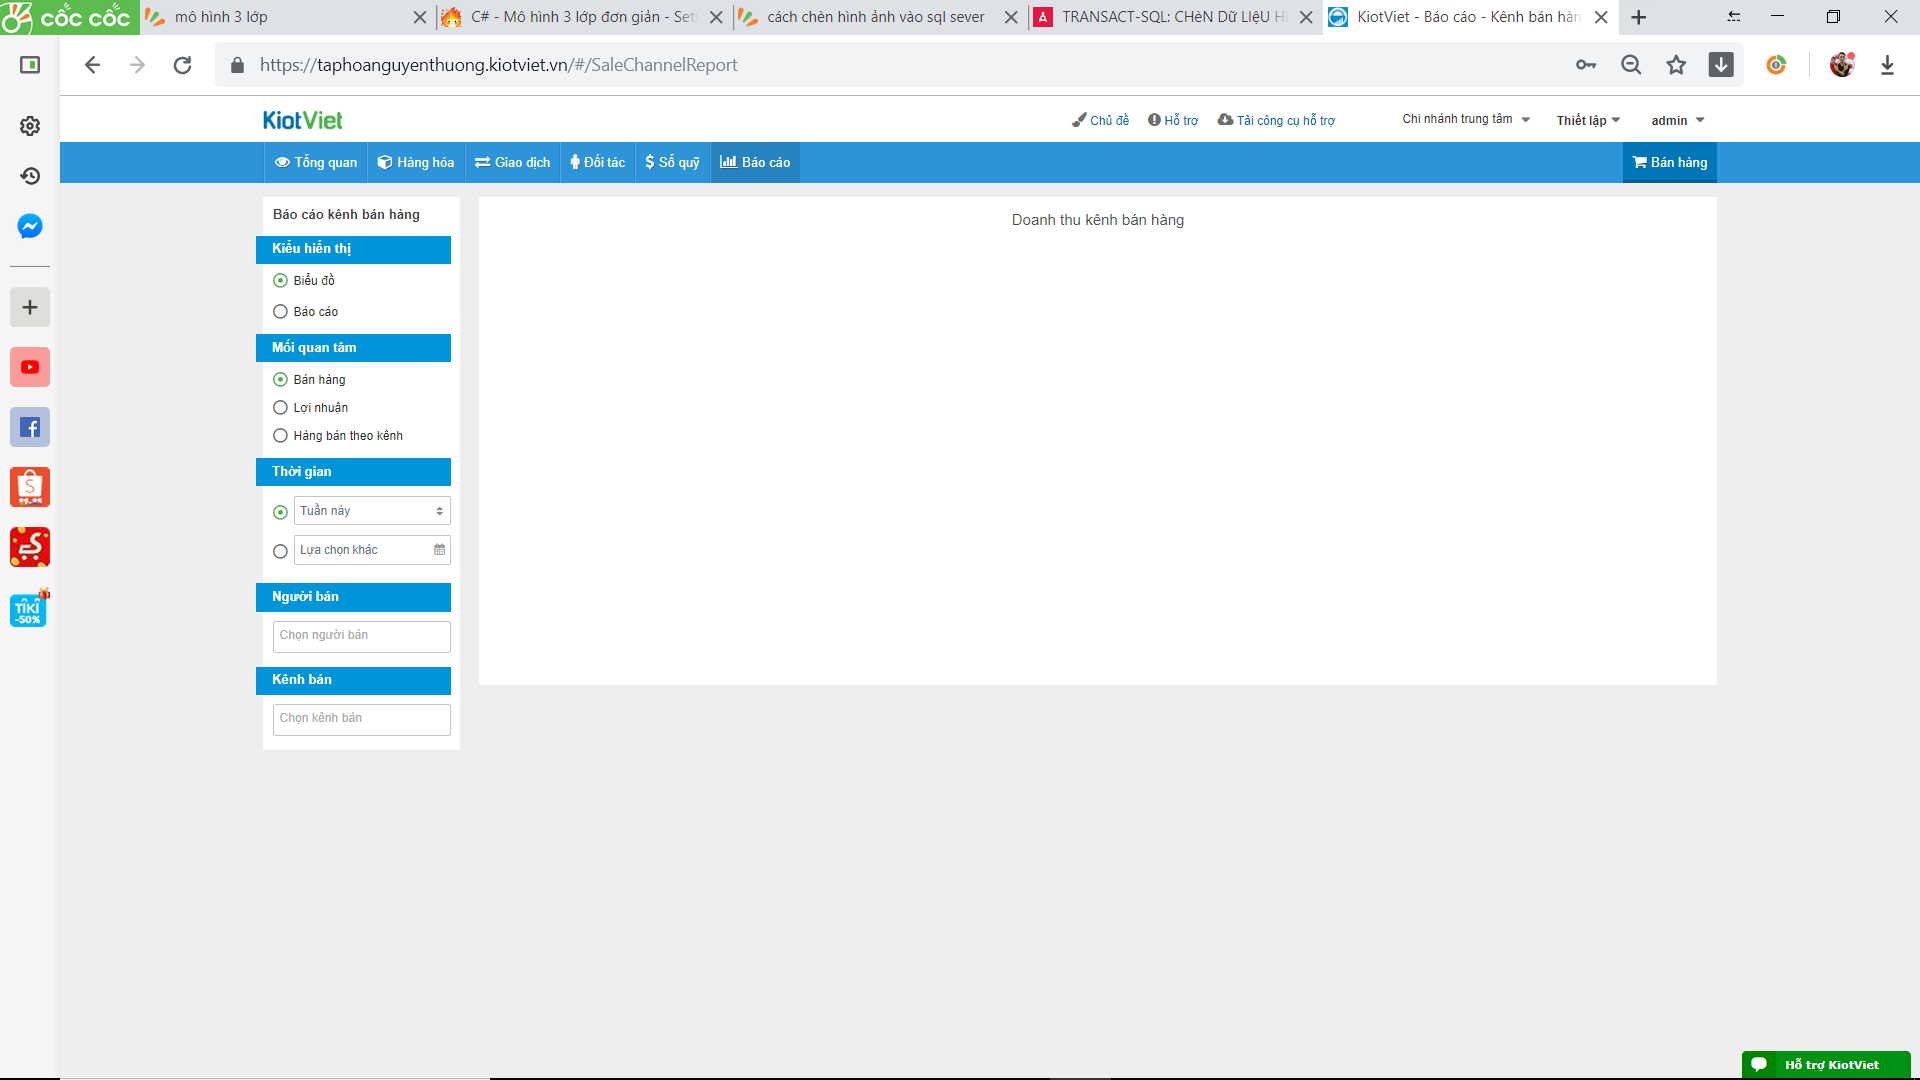 cốc cốc
mô hình 3 lớp
C# - Mô hình 3 lớp đơn giản - Set
cách chèn hình ảnh vào sql sever
TRANSACT-SQL: CHèN Dữ LIệU H
KiotViet - Báo cáo - Kênh bán hàn
https://taphoanguyenthuong.kiotviet.vn/#/SaleChannelReport
KiotViet
Chủ đề
Hỗ trợ
Tải công cụ hỗ trợ
Chi nhánh trung tâm
Thiết lập
admin
Tổng quan
Hàng hóa
Giao dịch
Đối tác
Sổ quỹ
Báo cáo
Bán hàng
Báo cáo kênh bán hàng
Kiểu hiển thị
Biểu đồ
Báo cáo
Mối quan tâm
Bán hàng
Lợi nhuận
Hàng bán theo kênh
Thời gian
Tuần này
Lựa chọn khác
Người bán
Chọn người bán
Kênh bán
Chọn kênh bán
Doanh thu kênh bán hàng
TIKI
-50%
Hỗ trợ KiotViet